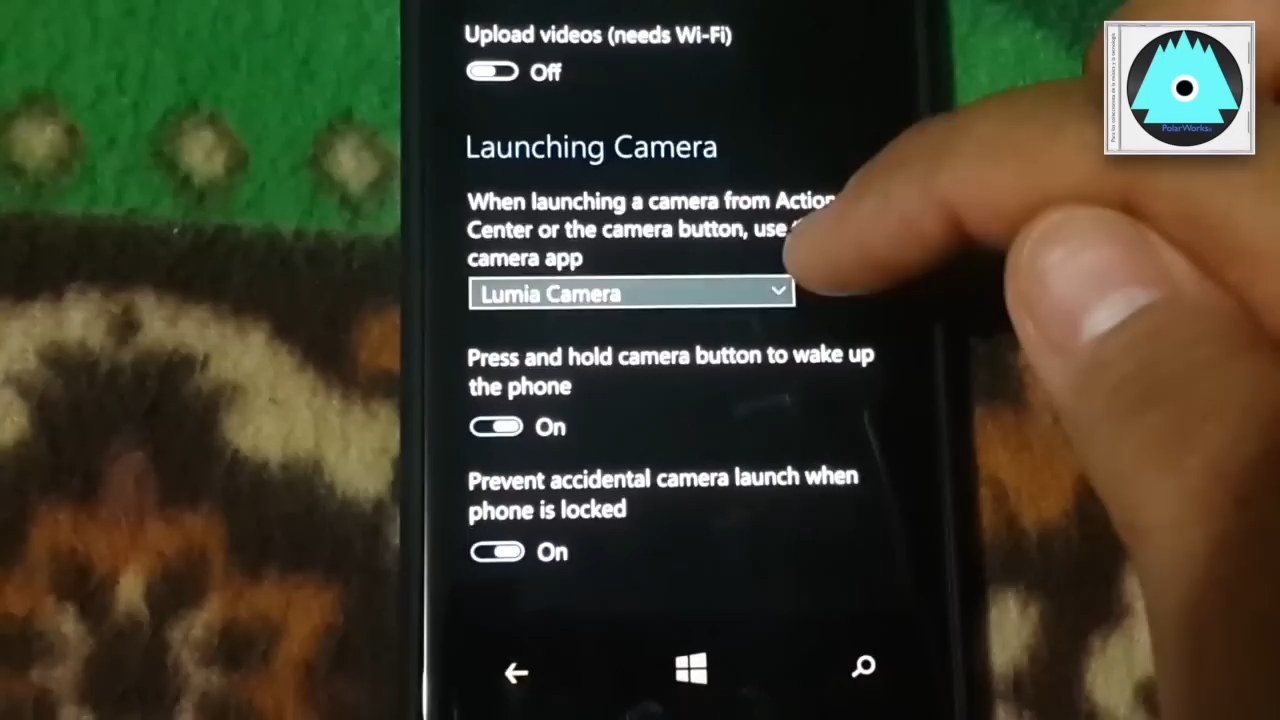 Upload videos (needs Wi-Fi)
Off
Launching Camera
When launching a camera from Action
Center or the camera button, use
camera app
Lumia Camera
Press and hold camera button to wake up
the phone
On
Prevent accidental camera launch when
phone is locked
On
PolarWorks